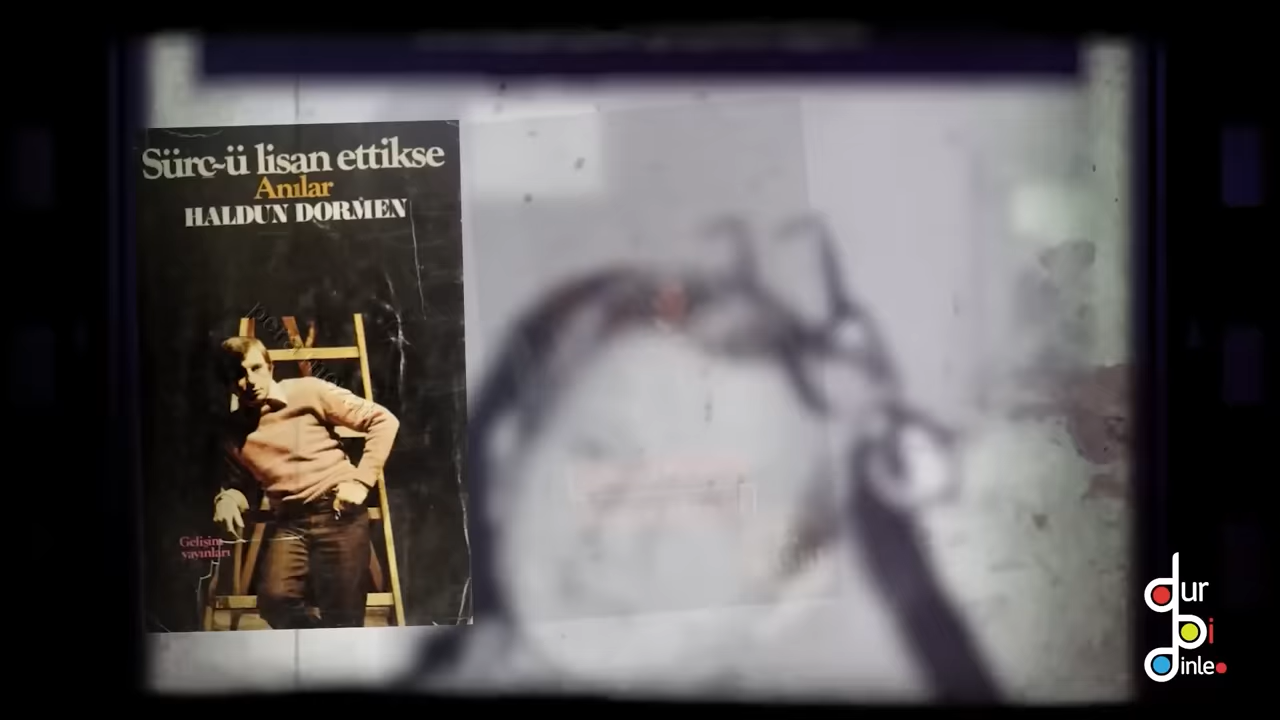 Sürç-ü lisan ettikse
Anılar
HALDUN DORMEN
Gelişim
yayınları
dur
bi
dinle